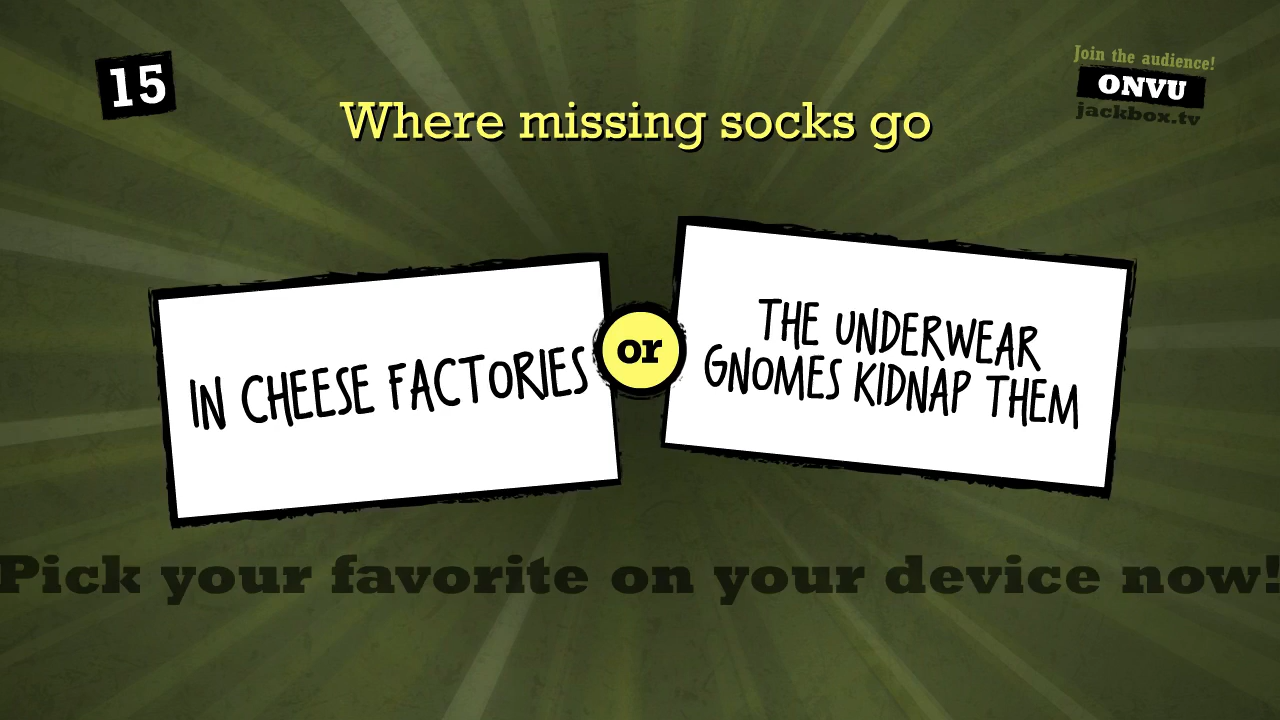 15
Join the audience!
ONVU
jackbox.tv
Where missing socks go
IN CHEESE FACTORIES
or
THE UNDERWEAR
GNOMES KIDNAP THEM
Pick your favorite on your device now!